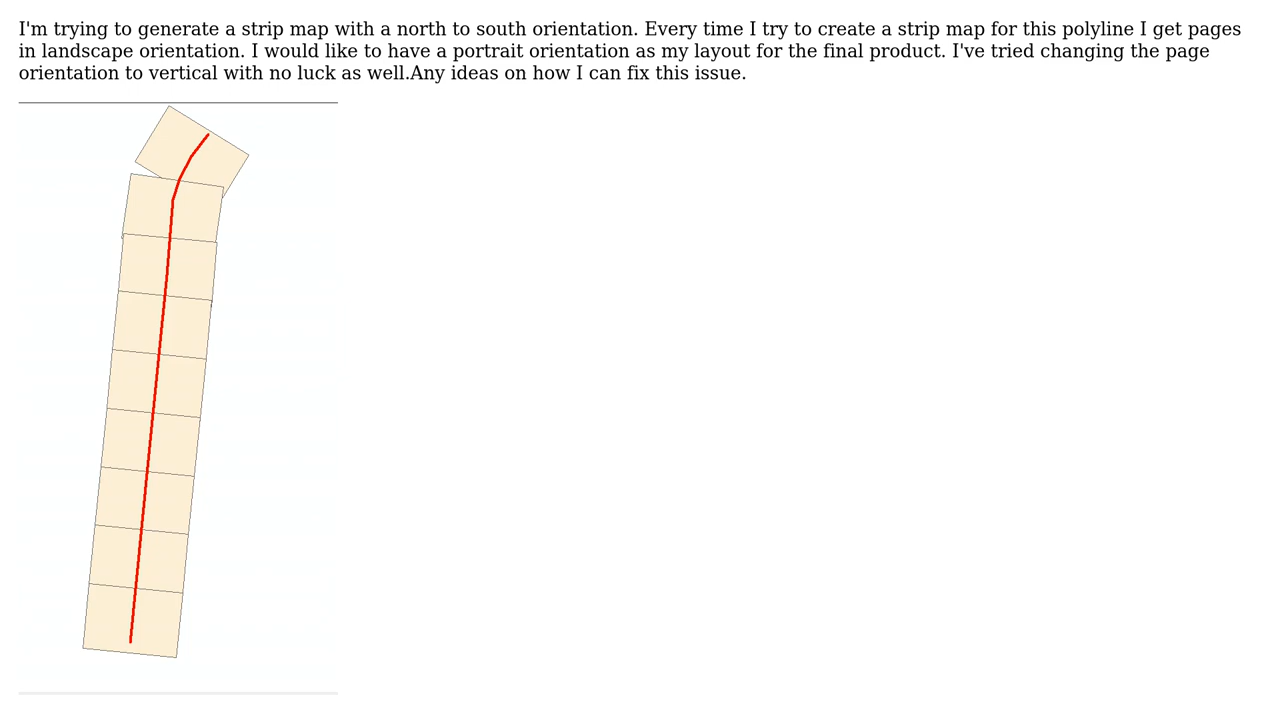 I'm trying to generate a strip map with a north to south orientation. Every time I try to create a strip map for this polyline I get pages
in landscape orientation. I would like to have a portrait orientation as my layout for the final product. I've tried changing the page
orientation to vertical with no luck as well.Any ideas on how I can fix this issue.